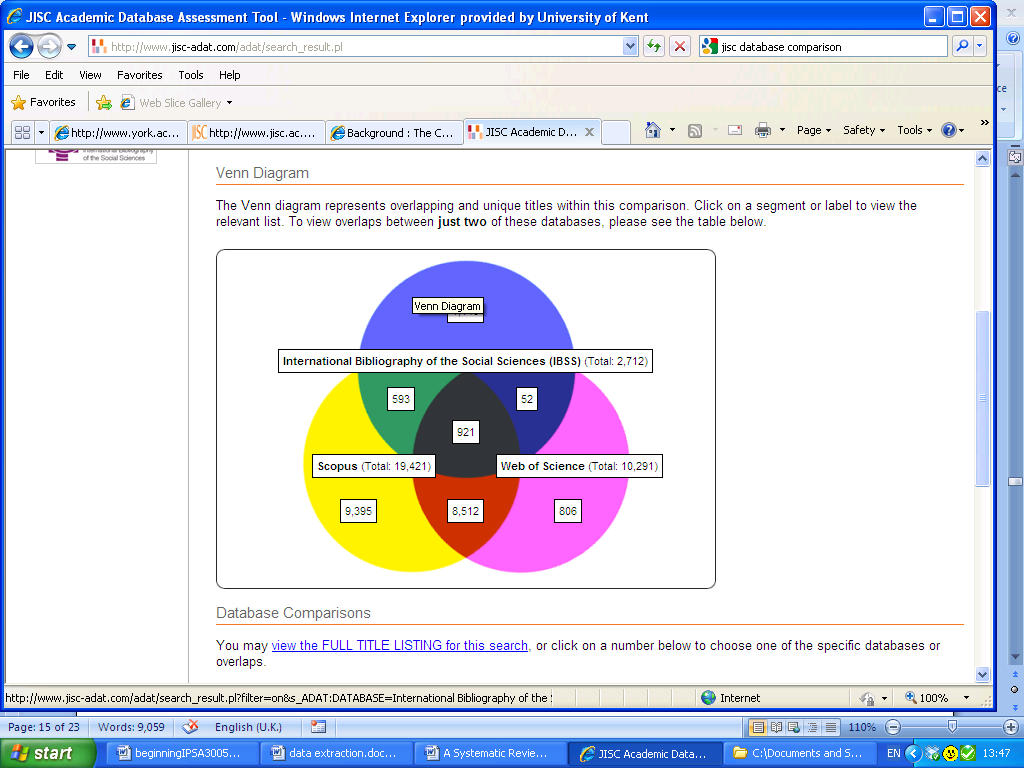 JISC Academic Database Assessment Tool - Windows Internet Explorer provided by University of Kent
http://www.jisc-adat.com/adat/search_result.pl
jisc database comparison
File Edit View Favorites Tools Help
Favorites Web Slice Gallery
http://www.york.ac.... http://www.jisc.ac.... Background : The C... JISC Academic D... Page Safety Tools
of the Social Sciences
Venn Diagram
The Venn diagram represents overlapping and unique titles within this comparison. Click on a segment or label to view the
relevant list. To view overlaps between just two of these databases, please see the table below.
Venn Diagram
International Bibliography of the Social Sciences (IBSS) (Total: 2,712)
593 52
921
Scopus (Total: 19,421) Web of Science (Total: 10,291)
9,395 8,512 806
Database Comparisons
You may view the FULL TITLE LISTING for this search, or click on a number below to choose one of the specific databases or
overlaps.
http://www.jisc-adat.com/adat/search_result.pl?filter=on&s_ADAT:DATABASE=International Bibliography of the Internet 100%
Page: 15 of 23 Words: 9,059 English (U.K.) 110%
start beginningIPSA3005... data extraction.doc... A Systematic Revie... JISC Academic Data... C:\Documents and S... EN 13:47